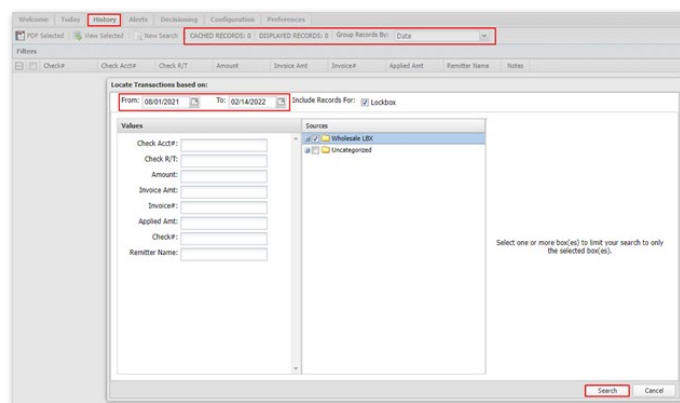 Welcome Today History Alerts Decisioning Configuration Preferences
PDF Selected View Selected New Search CACHED RECORDS: 0 DISPLAYED RECORDS: 0 Group Records By: Date
Filters
Check# Check Acct# Check R/T Amount Invoice Amt Invoice# Applied Amt Remitter Name Notes
Locate Transactions based on:
From: 08/01/2021 To: 02/14/2022 Include Records For: Lockbox
Values Sources
Check Acct#: Wholesale LBX
Check R/T: Uncategorized
Amount:
Invoice Amt:
Invoice#:
Applied Amt:
Check#:
Remitter Name:
Select one or more box(es) to limit your search to only
the selected box(es).
Search Cancel